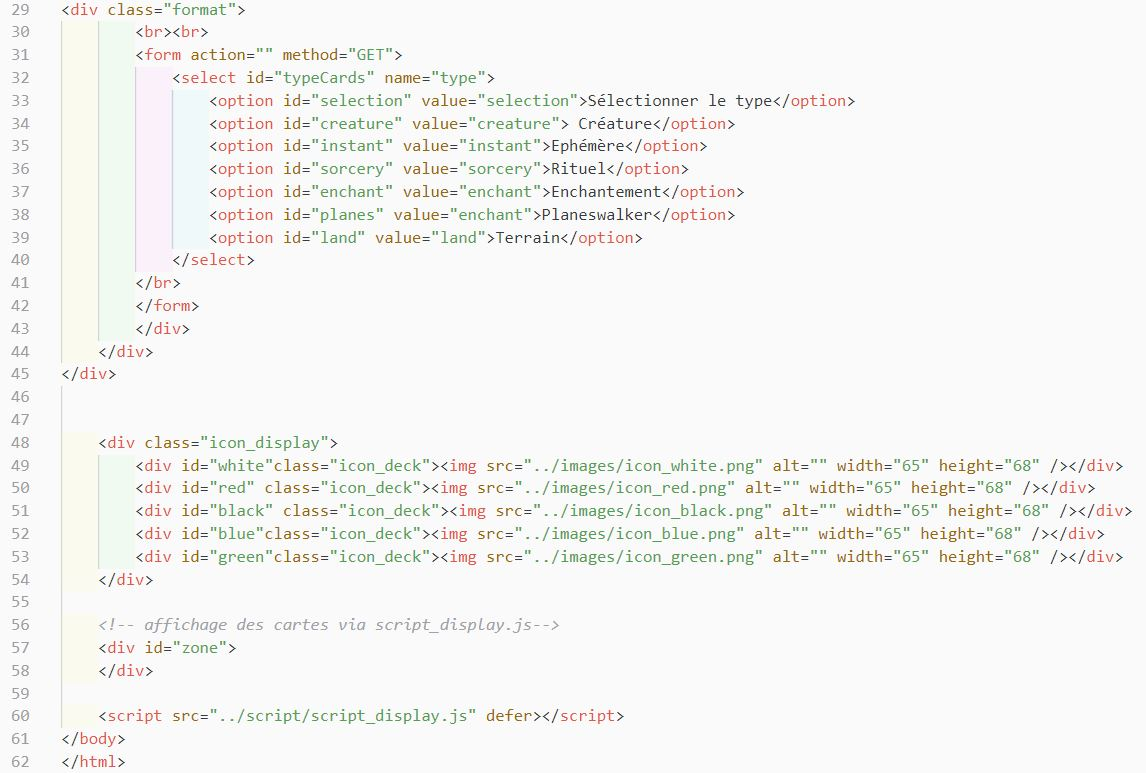 29 <div class="format">
30 <br><br>
31 <form action="" method="GET">
32 <select id="typeCards" name="type">
33 <option id="selection" value="selection">Sélectionner le type</option>
34 <option id="creature" value="creature"> Créature</option>
35 <option id="instant" value="instant">Ephémère</option>
36 <option id="sorcery" value="sorcery">Rituel</option>
37 <option id="enchant" value="enchant">Enchantement</option>
38 <option id="planes" value="enchant">Planeswalker</option>
39 <option id="land" value="land">Terrain</option>
40 </select>
41 </br>
42 </form>
43 </div>
44 </div>
45 </div>
46
47
48 <div class="icon_display">
49 <div id="white"class="icon_deck"><img src="../images/icon_white.png" alt="" width="65" height="68" /></div>
50 <div id="red" class="icon_deck"><img src="../images/icon_red.png" alt="" width="65" height="68" /></div>
51 <div id="black" class="icon_deck"><img src="../images/icon_black.png" alt="" width="65" height="68" /></div>
52 <div id="blue"class="icon_deck"><img src="../images/icon_blue.png" alt="" width="65" height="68" /></div>
53 <div id="green"class="icon_deck"><img src="../images/icon_green.png" alt="" width="65" height="68" /></div>
54 </div>
55
56 <!-- affichage des cartes via script_display.js-->
57 <div id="zone">
58 </div>
59
60 <script src="../script/script_display.js" defer></script>
61 </body>
62 </html>